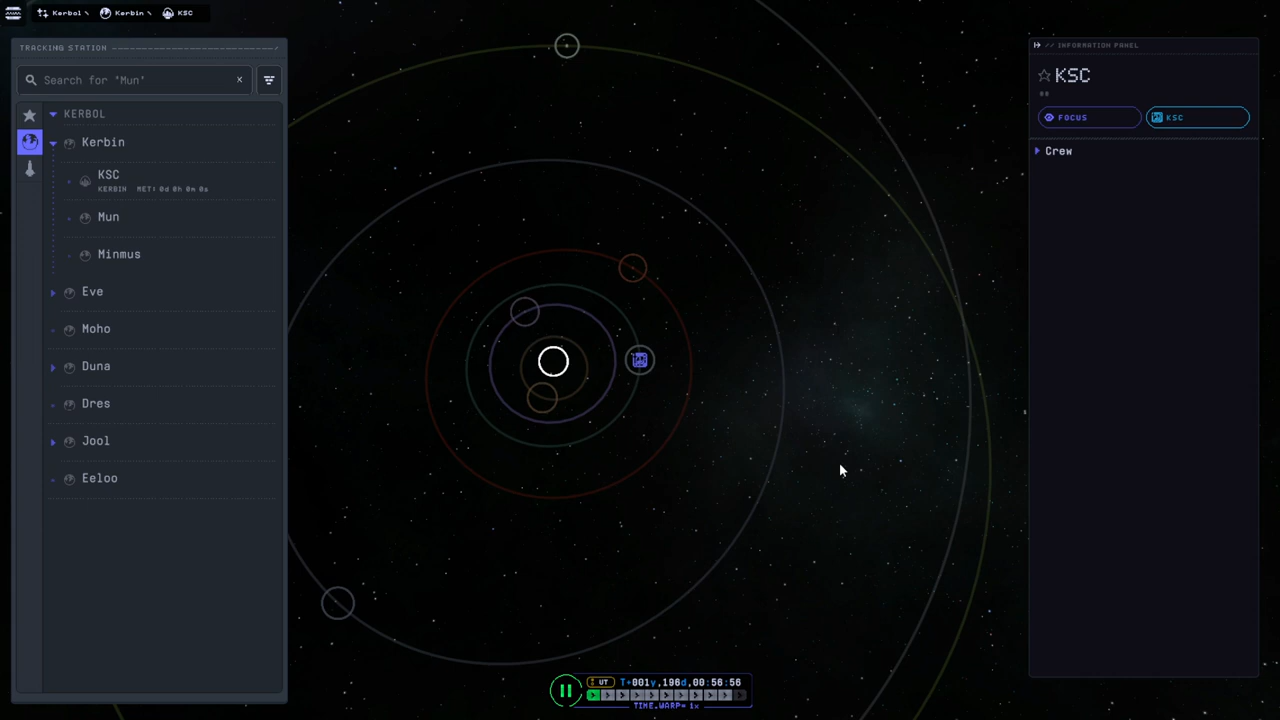 Kerbol \ Kerbin \ KSC
TRACKING STATION
Search for "Mun"
KERBOL
Kerbin
KSC
KERBIN MET: 0d 0h 0m 0s
Mun
Minmus
Eve
Moho
Duna
Dres
Jool
Eeloo
// INFORMATION PANEL
KSC
FOCUS
KSC
Crew
UT T+001y,196d,00:56:56
TIME.WARP= 1x